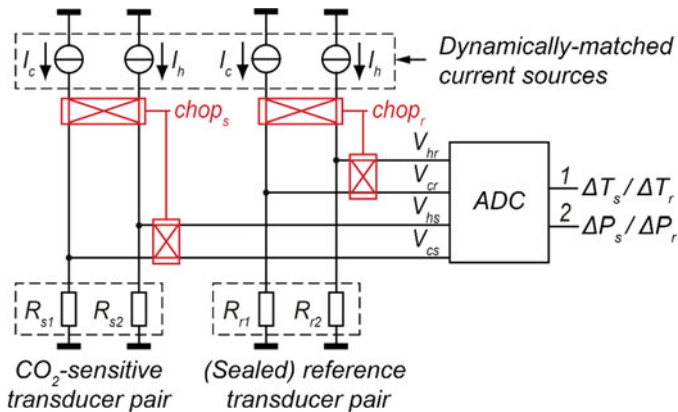 I_c I_h I_c I_h
Dynamically-matched
current sources
chop_s chop_r
V_hr
V_cr
V_hs
V_cs
ADC
1 ΔT_s / ΔT_r
2 ΔP_s / ΔP_r
R_s1 R_s2 R_r1 R_r2
CO₂-sensitive
transducer pair
(Sealed) reference
transducer pair